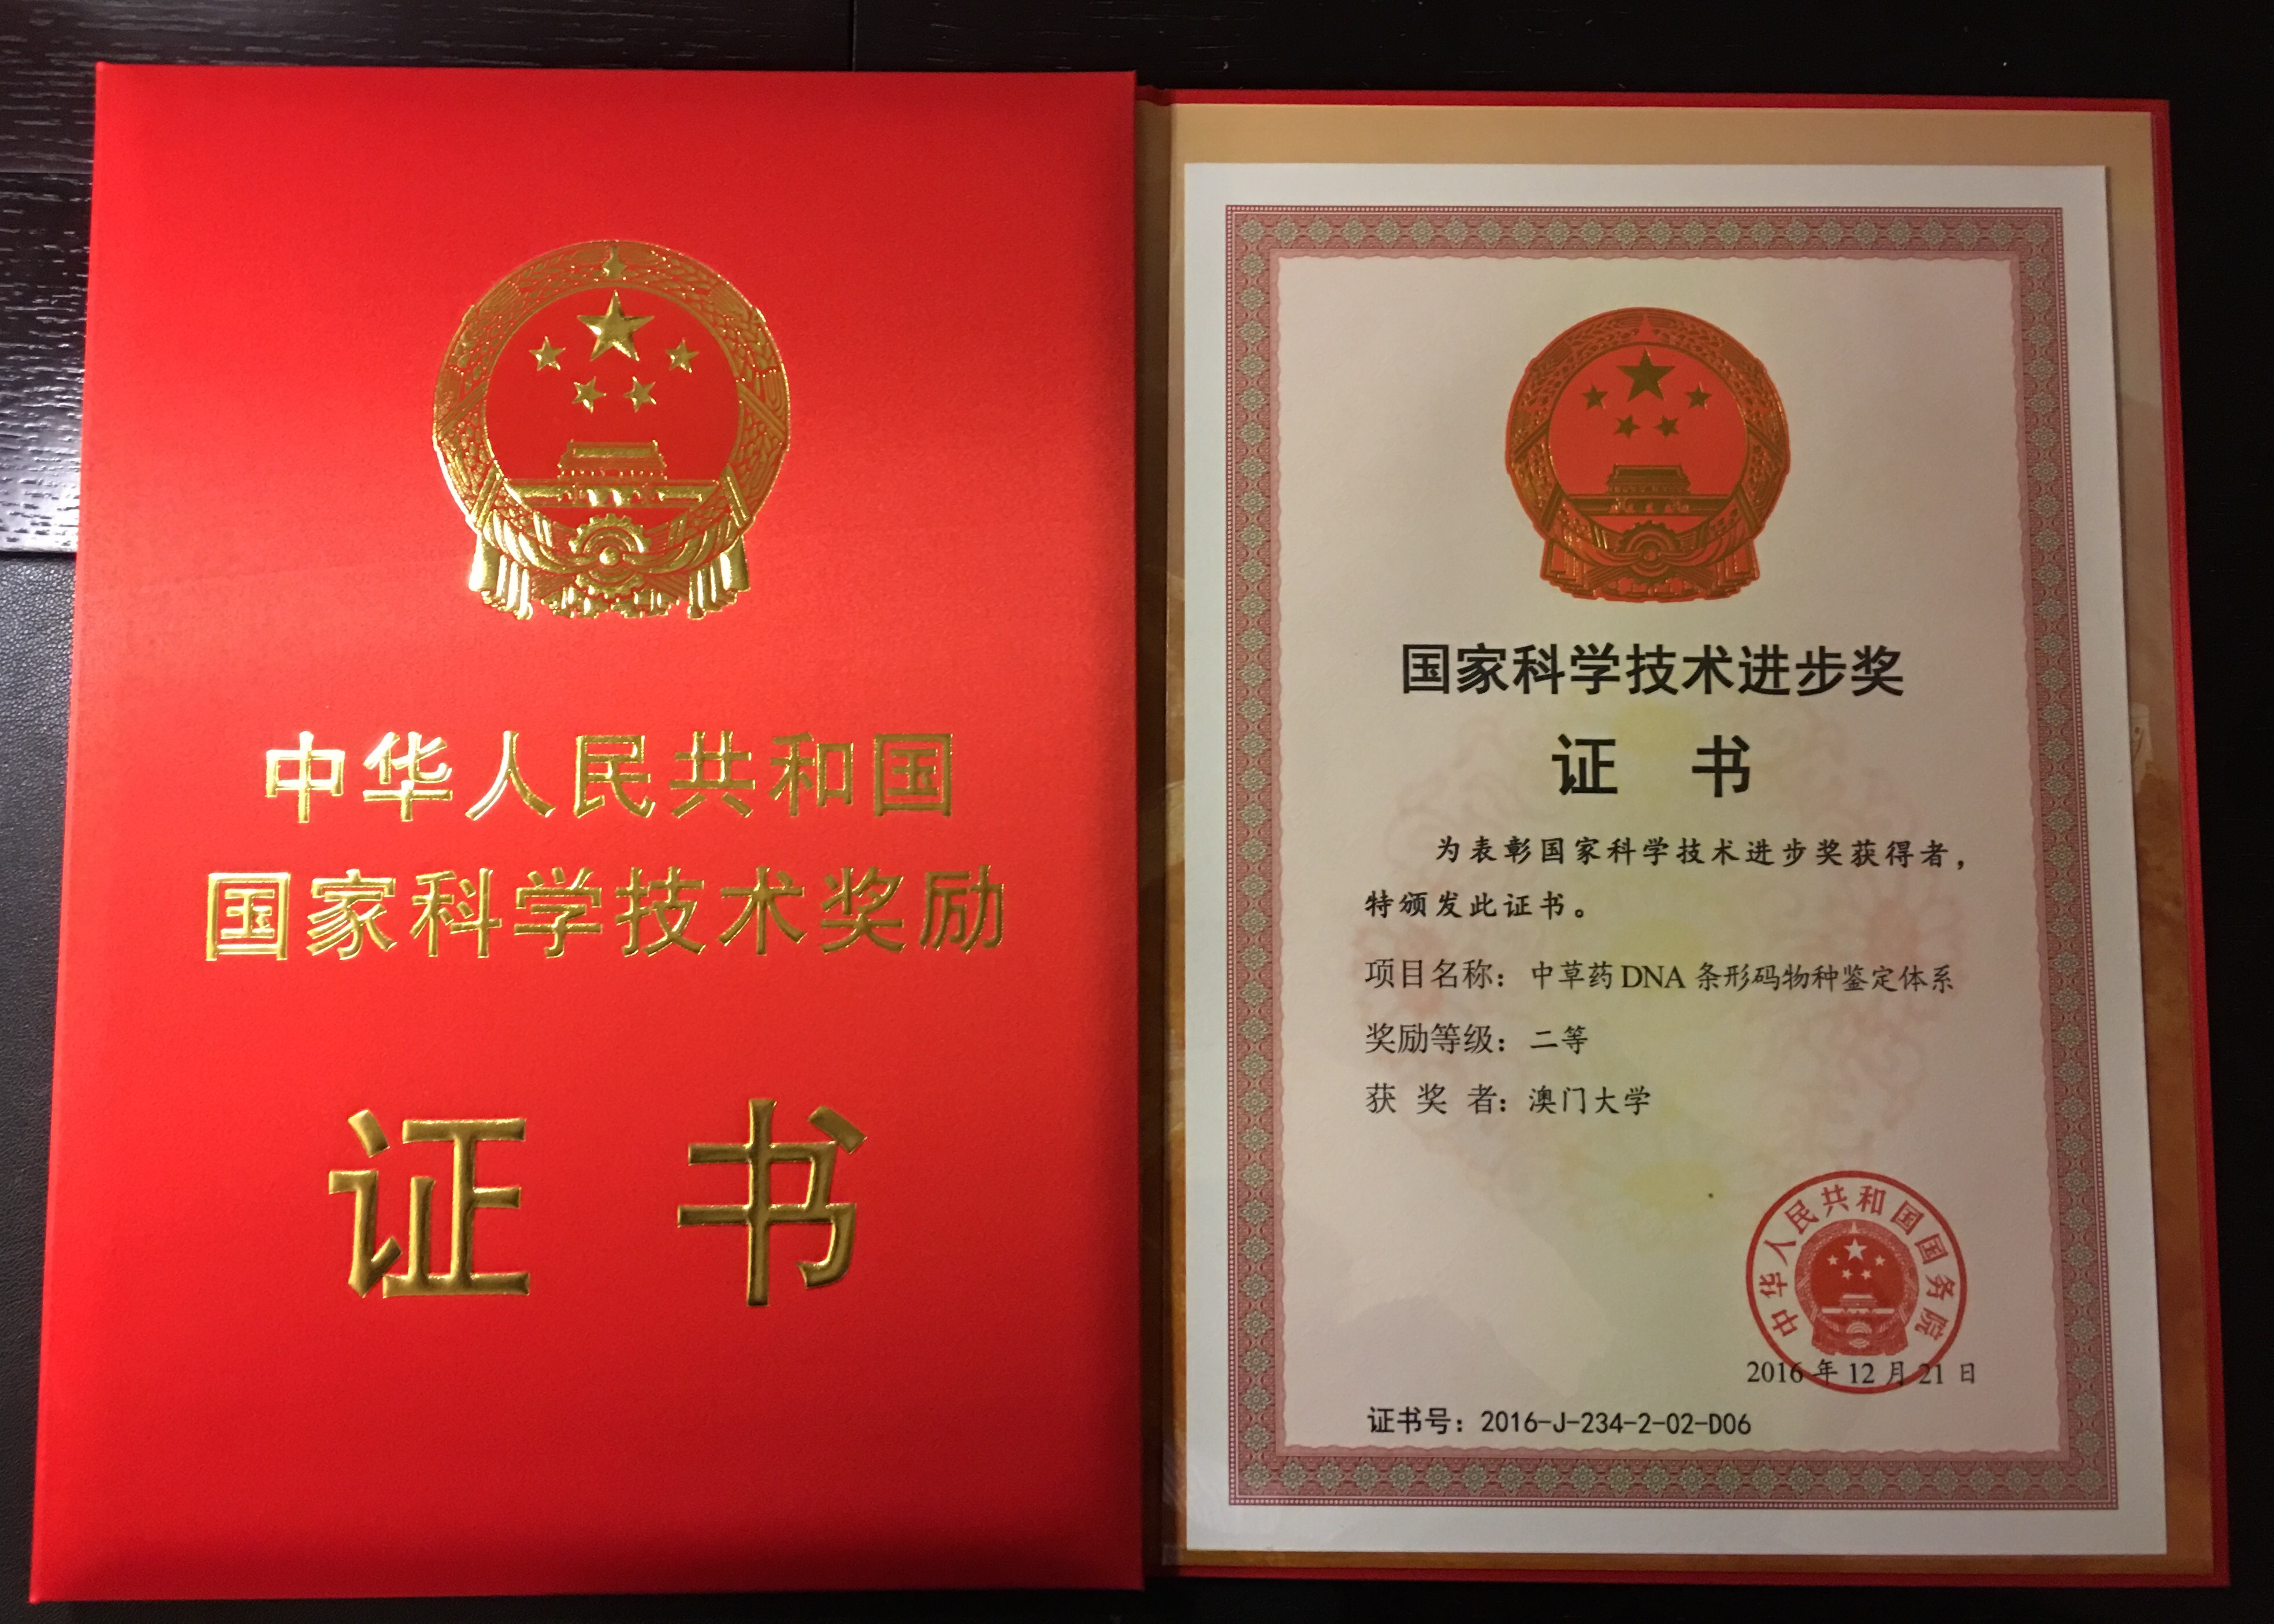 中华人民共和国
国家科学技术奖励
证 书
国家科学技术进步奖
证 书
为表彰国家科学技术进步奖获得者，
特颁发此证书。
项目名称：中草药DNA条形码物种鉴定体系
奖励等级：二等
获 奖 者：澳门大学
中华人民共和国国务院
2016年12月21日
证书号：2016-J-234-2-02-D06